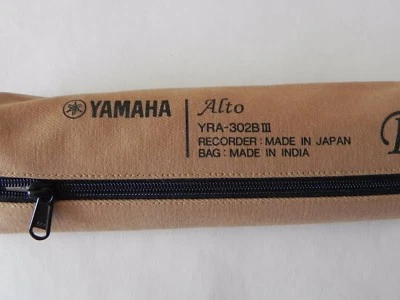 YAMAHA
Alto
YRA-302BIII
RECORDER: MADE IN JAPAN
BAG: MADE IN INDIA